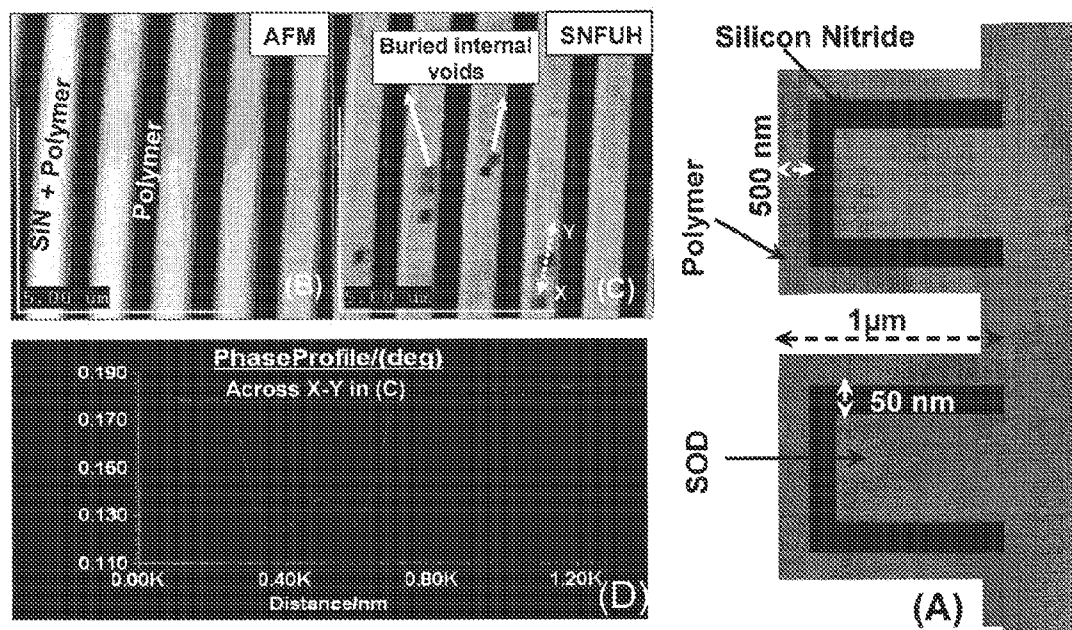 AFM
SiN + Polymer
Polymer
(B)
SNFUH
Buried internal
voids
Y
X
(C)
PhaseProfile/(deg)
Across X-Y in (C)
0.190
0.170
0.150
0.130
0.110
0.00K
0.40K
0.80K
1.20K
Distance/nm
(D)
Silicon Nitride
500 nm
Polymer
1µm
50 nm
SOD
(A)